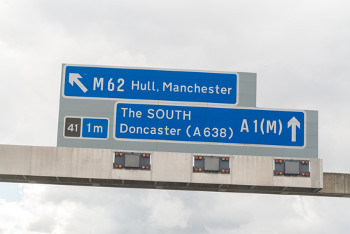 M62 Hull, Manchester
The SOUTH
Doncaster (A638) A1(M)
41 1m